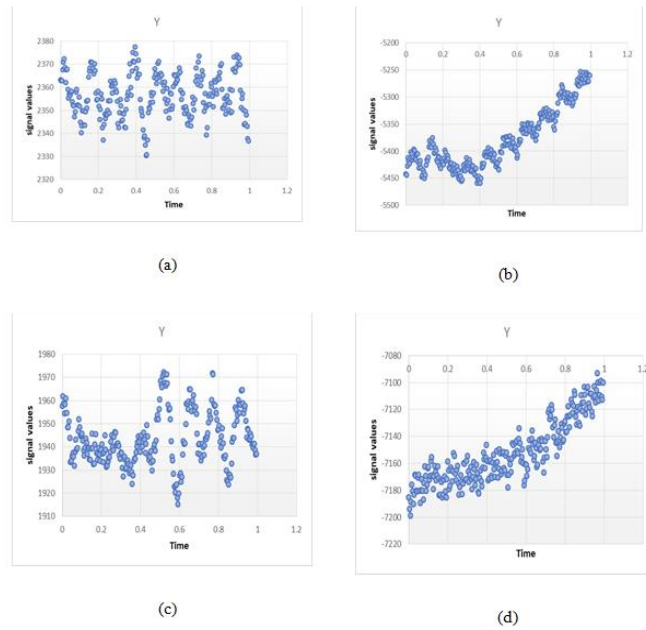 Y
2380
2370
2360
2350
2340
2330
2320
0 0.2 0.4 0.6 0.8 1 1.2
signal values
Time
(a)
Y
-5200
0 0.2 0.4 0.6 0.8 1 1.2
-5250
-5300
-5350
-5400
-5450
-5500
signal values
Time
(b)
Y
1980
1970
1960
1950
1940
1930
1920
1910
0 0.2 0.4 0.6 0.8 1 1.2
signal values
Time
(c)
Y
-7080
0 0.2 0.4 0.6 0.8 1 1.2
-7100
-7120
-7140
-7160
-7180
-7200
-7220
signal values
Time
(d)